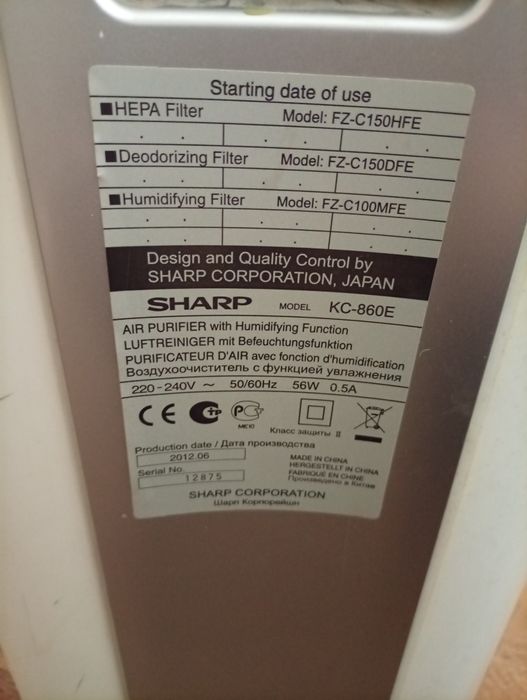 Starting date of use
■HEPA Filter Model: FZ-C150HFE
■Deodorizing Filter Model: FZ-C150DFE
■Humidifying Filter Model: FZ-C100MFE
Design and Quality Control by
SHARP CORPORATION, JAPAN
SHARP MODEL KC-860E
AIR PURIFIER with Humidifying Function
LUFTREINIGER mit Befeuchtungsfunktion
PURIFICATEUR D'AIR avec fonction d'humidification
Воздухоочиститель с функцией увлажнения
220-240V ~ 50/60Hz 56W 0.5A
CE
ME10
Класс защиты II
Production date / Дата производства
2012.06
Serial No.
12875
MADE IN CHINA
HERGESTELLT IN CHINA
FABRIQUÉ EN CHINE
Произведено в Китае
SHARP CORPORATION
Шарп Корпорейшн